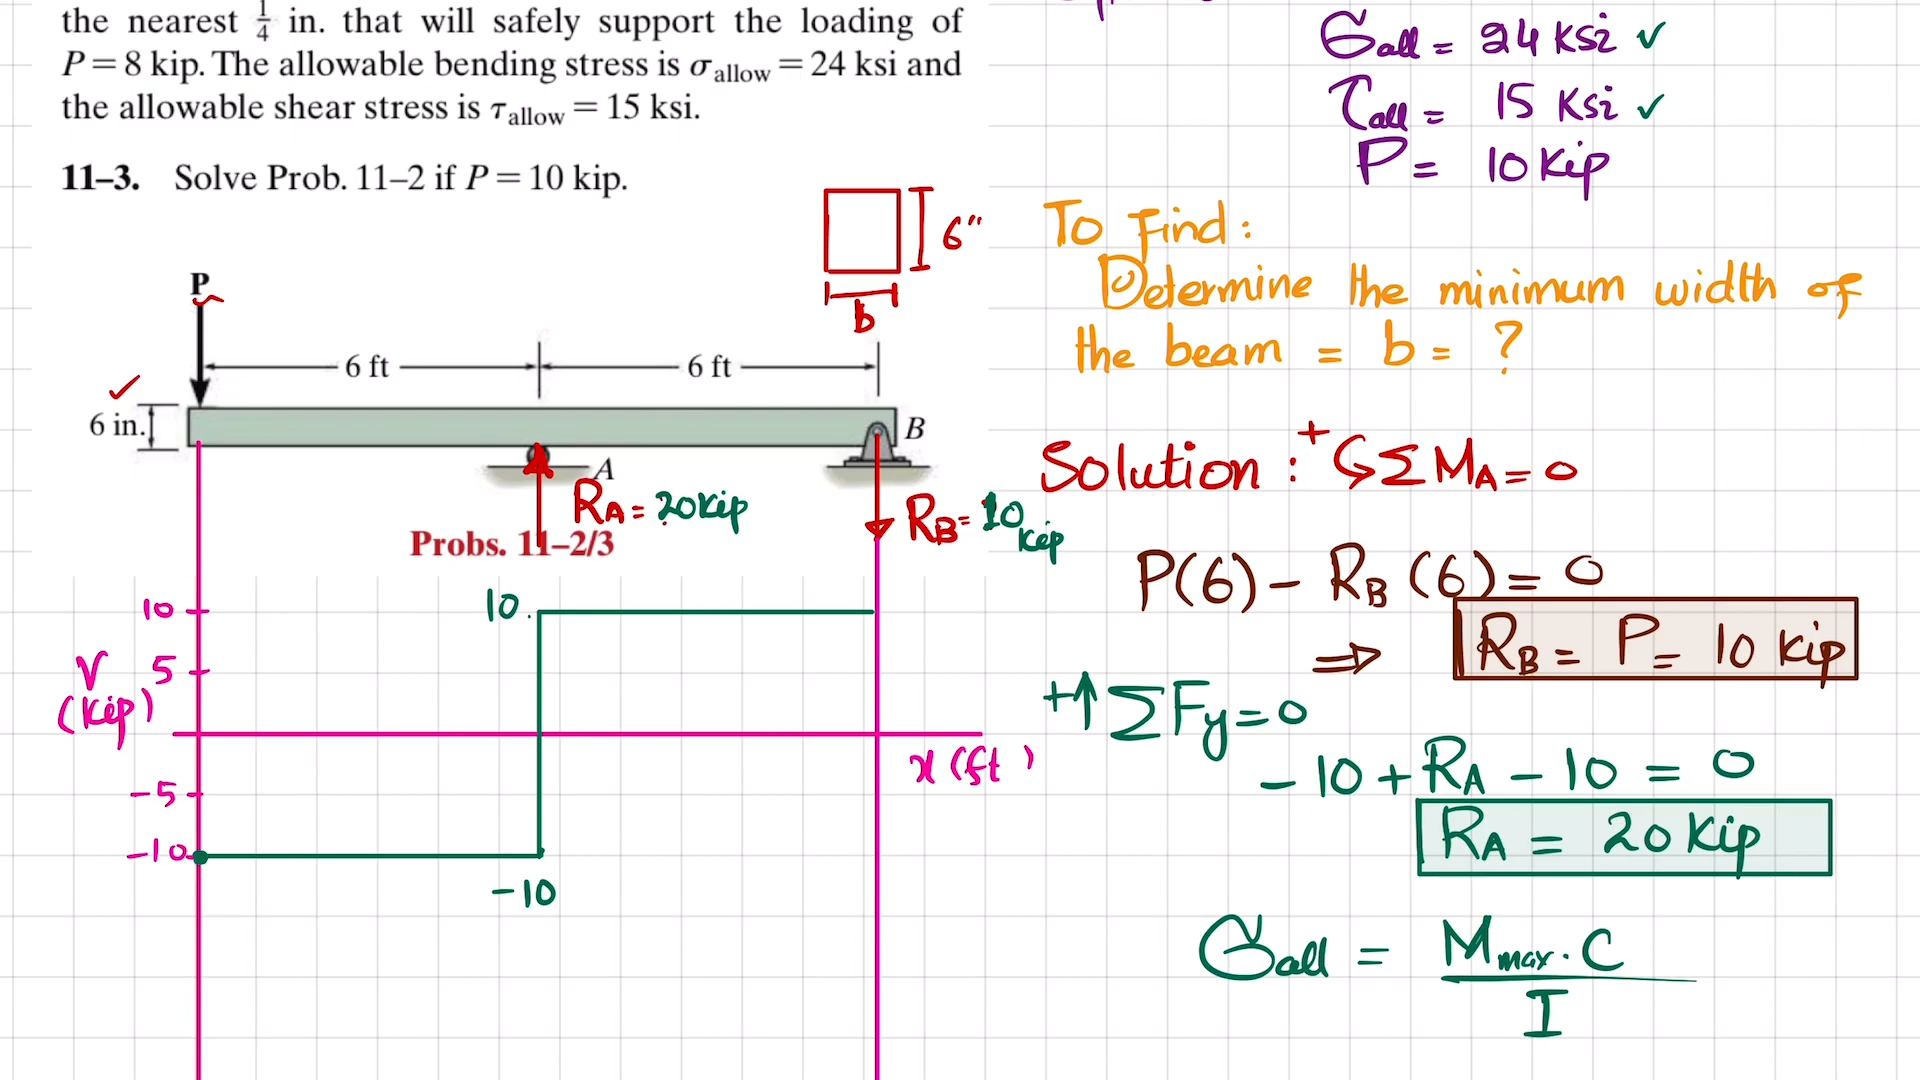 the nearest 1/4 in. that will safely support the loading of
P = 8 kip. The allowable bending stress is σallow = 24 ksi and
the allowable shear stress is τallow = 15 ksi.
11–3. Solve Prob. 11–2 if P = 10 kip.
6"
b
P
6 ft
6 ft
6 in.
B
A
RA = 20 kip
RB = 10 kip
Probs. 11–2/3
10
5
V
(kip)
-5
-10
10
-10
x (ft)
σall = 24 ksi ✓
τall = 15 ksi ✓
P = 10 kip
To Find:
Determine the minimum width of
the beam = b = ?
Solution : + ↺ ΣMA = 0
P(6) - RB (6) = 0
⇒ RB = P = 10 kip
+↑ ΣFy = 0
- 10 + RA - 10 = 0
RA = 20 kip
σall = Mmax . C
I